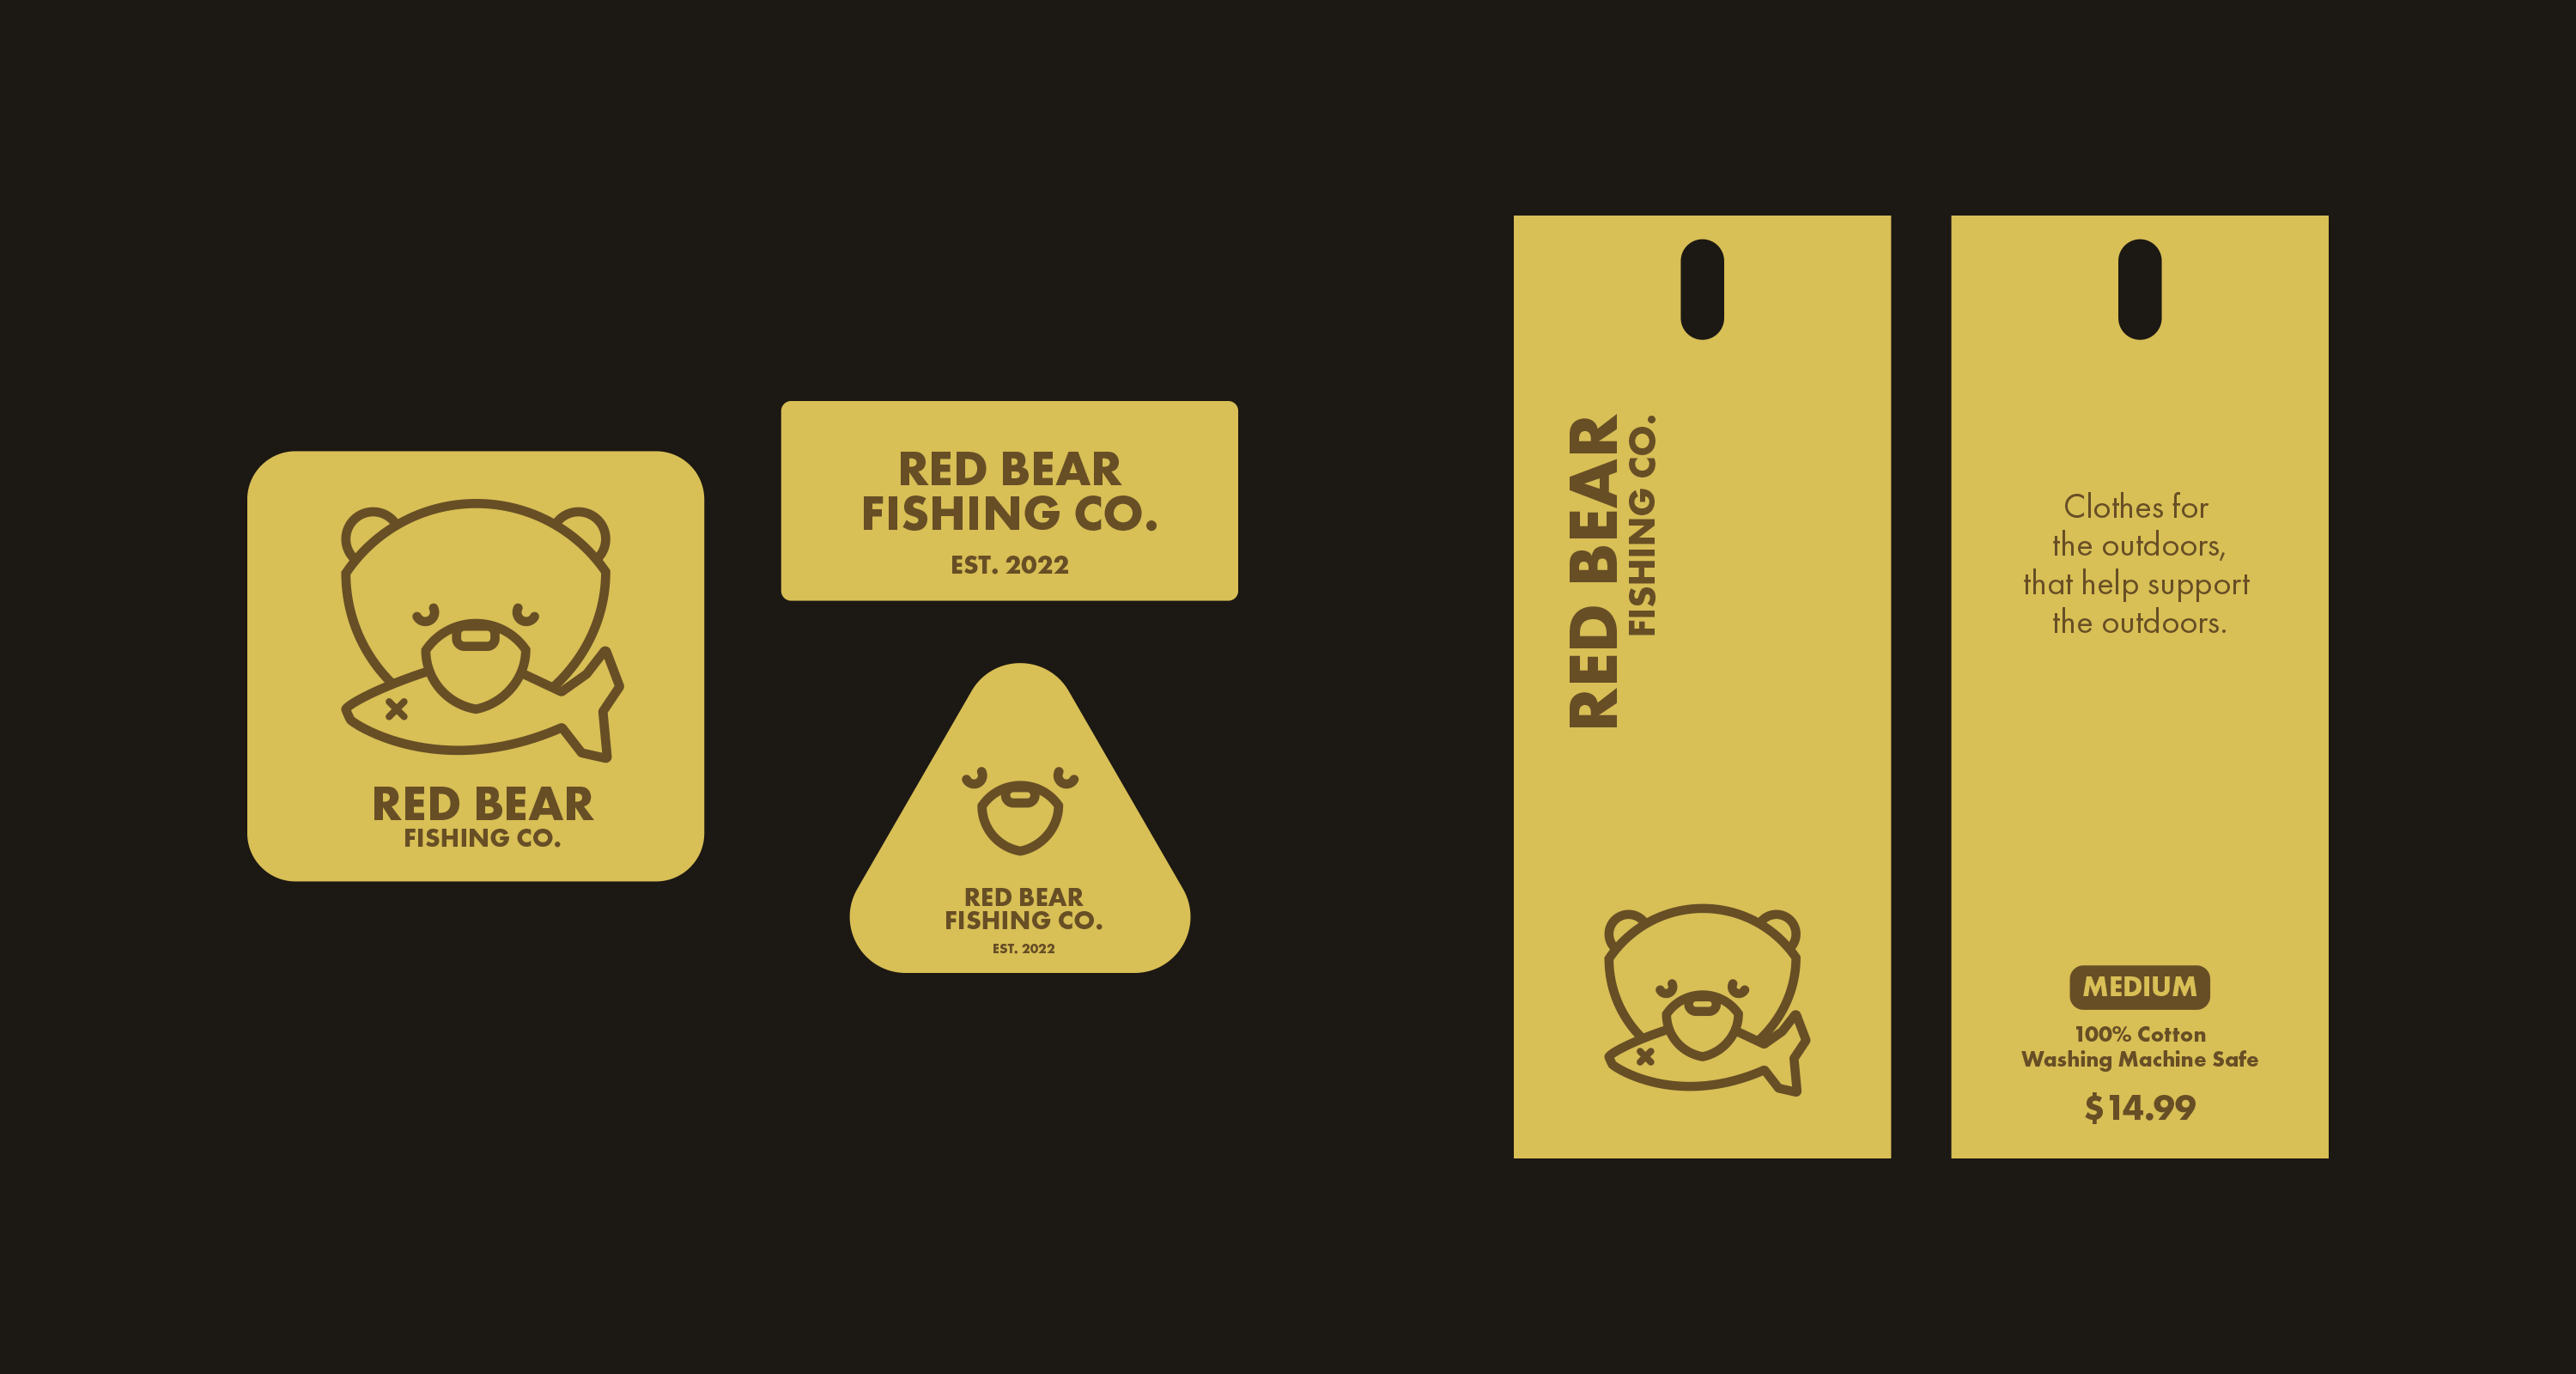 RED BEAR
FISHING CO.
RED BEAR
FISHING CO.
EST. 2022
RED BEAR
FISHING CO.
EST. 2022
RED BEAR
FISHING CO.
Clothes for
the outdoors,
that help support
the outdoors.
MEDIUM
100% Cotton
Washing Machine Safe
$14.99